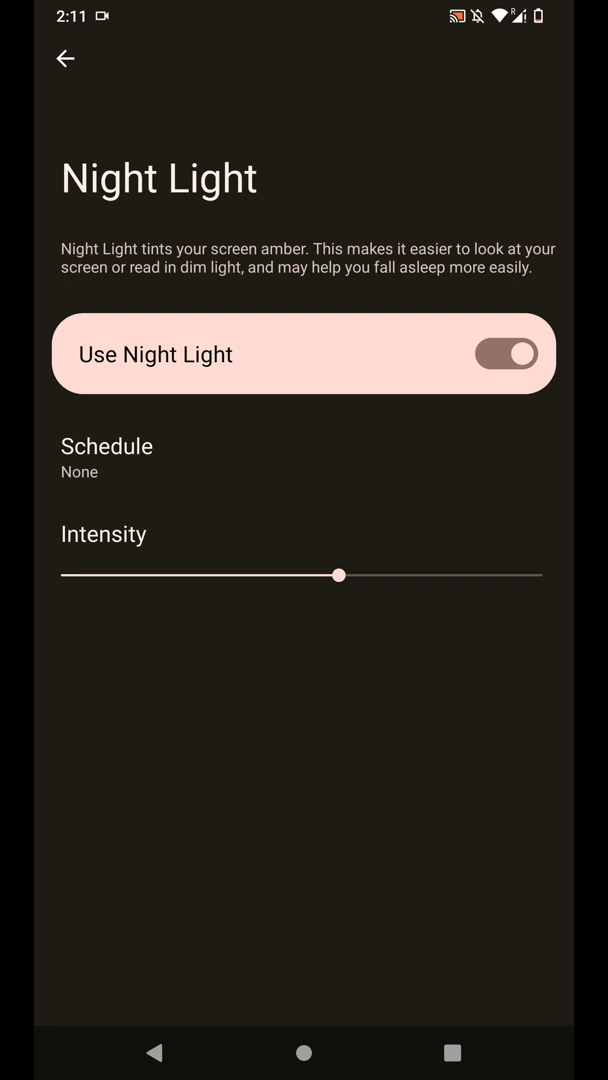 2:11
R
Night Light
Night Light tints your screen amber. This makes it easier to look at your
screen or read in dim light, and may help you fall asleep more easily.
Use Night Light
Schedule
None
Intensity